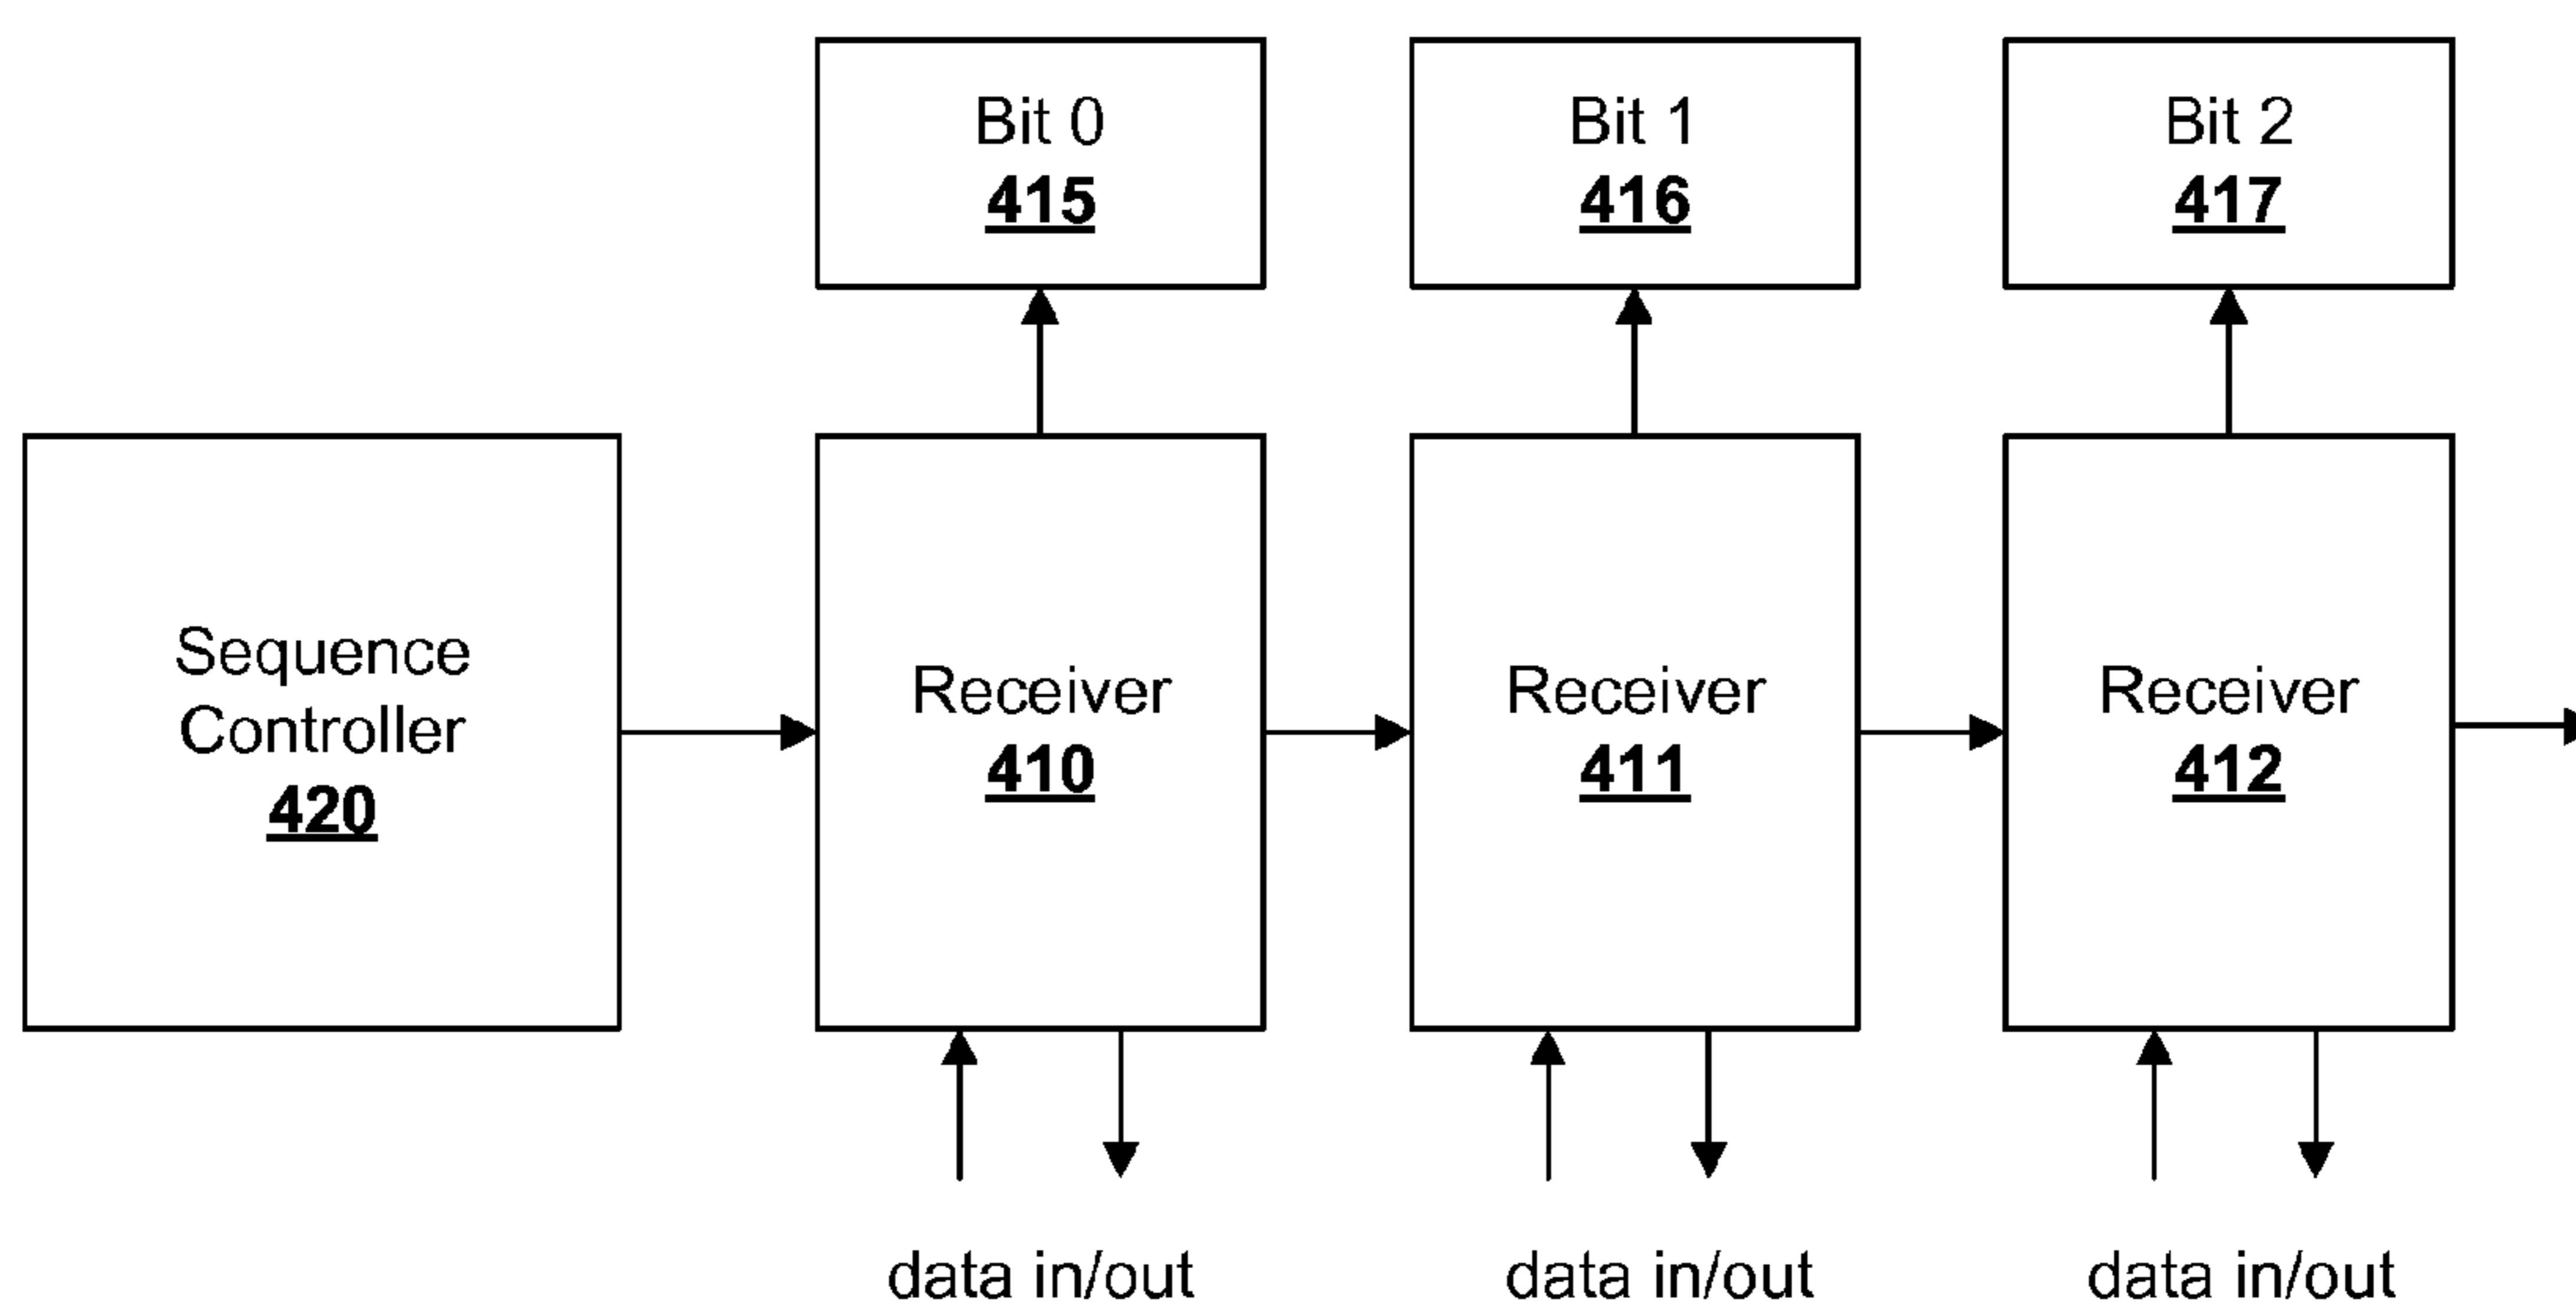 Bit 0
415
Bit 1
416
Bit 2
417
Sequence
Controller
420
Receiver
410
Receiver
411
Receiver
412
data in/out
data in/out
data in/out